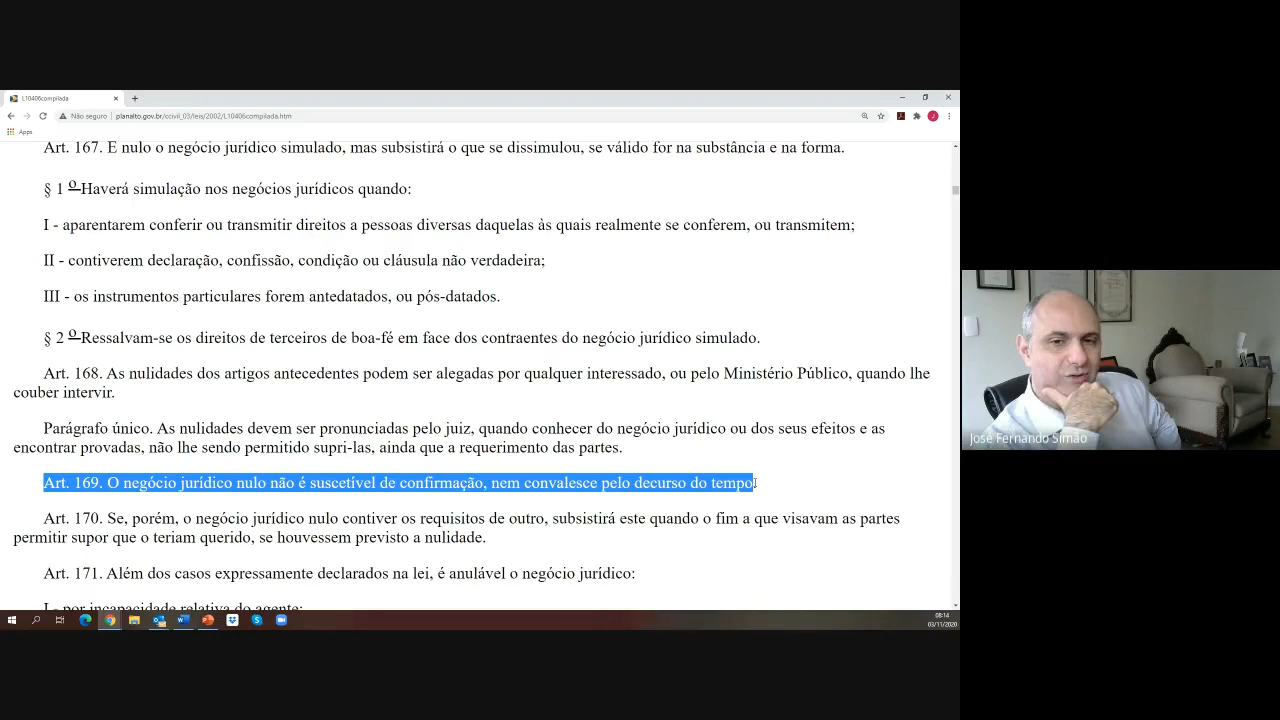 L10406compilada
Não seguro
planalto.gov.br/ccivil_03/leis/2002/L10406compilada.htm
J
Apps
Art. 167. É nulo o negócio jurídico simulado, mas subsistirá o que se dissimulou, se válido for na substância e na forma.
§ 1 o Haverá simulação nos negócios jurídicos quando:
I - aparentarem conferir ou transmitir direitos a pessoas diversas daquelas às quais realmente se conferem, ou transmitem;
II - contiverem declaração, confissão, condição ou cláusula não verdadeira;
III - os instrumentos particulares forem antedatados, ou pós-datados.
§ 2 o Ressalvam-se os direitos de terceiros de boa-fé em face dos contraentes do negócio jurídico simulado.
Art. 168. As nulidades dos artigos antecedentes podem ser alegadas por qualquer interessado, ou pelo Ministério Público, quando lhe
couber intervir.
Parágrafo único. As nulidades devem ser pronunciadas pelo juiz, quando conhecer do negócio jurídico ou dos seus efeitos e as
encontrar provadas, não lhe sendo permitido supri-las, ainda que a requerimento das partes.
Art. 169. O negócio jurídico nulo não é suscetível de confirmação, nem convalesce pelo decurso do tempo
Art. 170. Se, porém, o negócio jurídico nulo contiver os requisitos de outro, subsistirá este quando o fim a que visavam as partes
permitir supor que o teriam querido, se houvessem previsto a nulidade.
Art. 171. Além dos casos expressamente declarados na lei, é anulável o negócio jurídico:
I - por incapacidade relativa do agente;
08:14
03/11/2020
José Fernando Simão